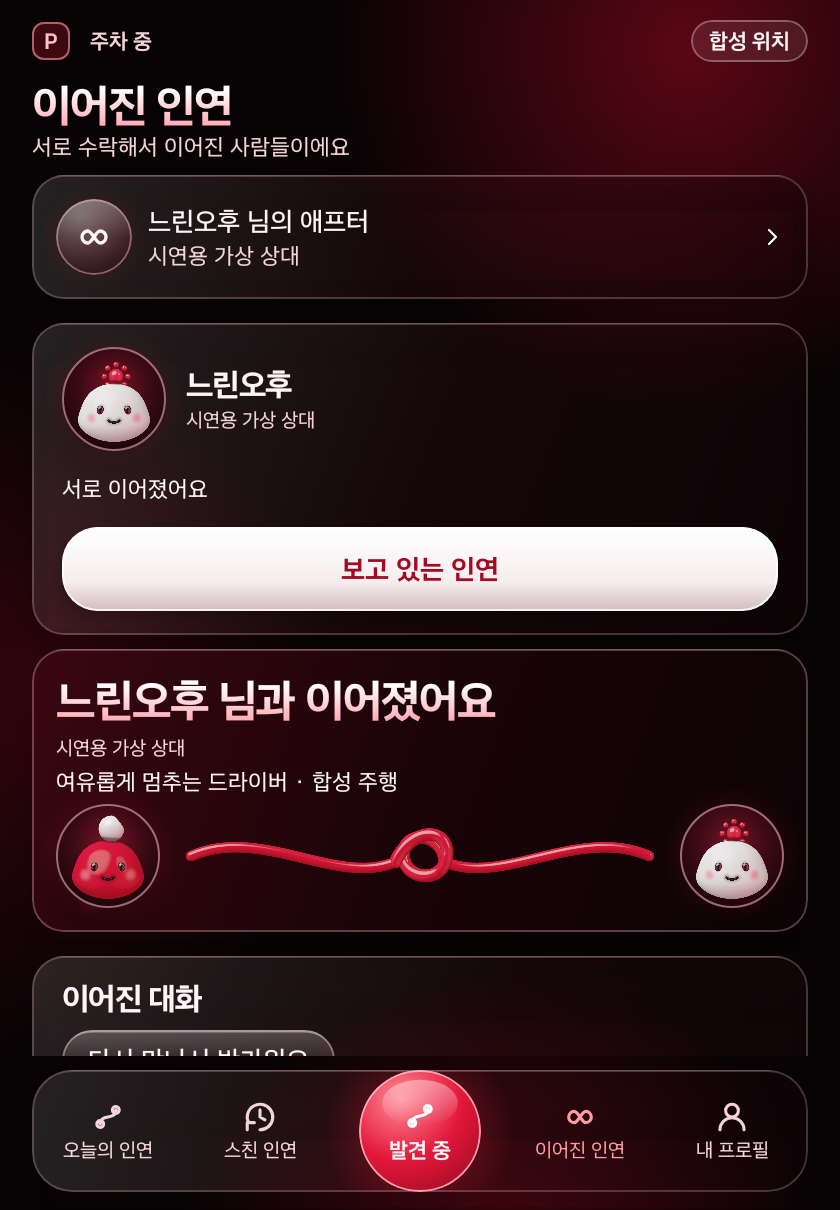 P 주차 중
합성 위치
이어진 인연
서로 수락해서 이어진 사람들이에요
느린오후 님의 애프터
시연용 가상 상대
느린오후
시연용 가상 상대
서로 이어졌어요
보고 있는 인연
느린오후 님과 이어졌어요
시연용 가상 상대
여유롭게 멈추는 드라이버 · 합성 주행
이어진 대화
오늘의 인연
스친 인연
발견 중
이어진 인연
내 프로필